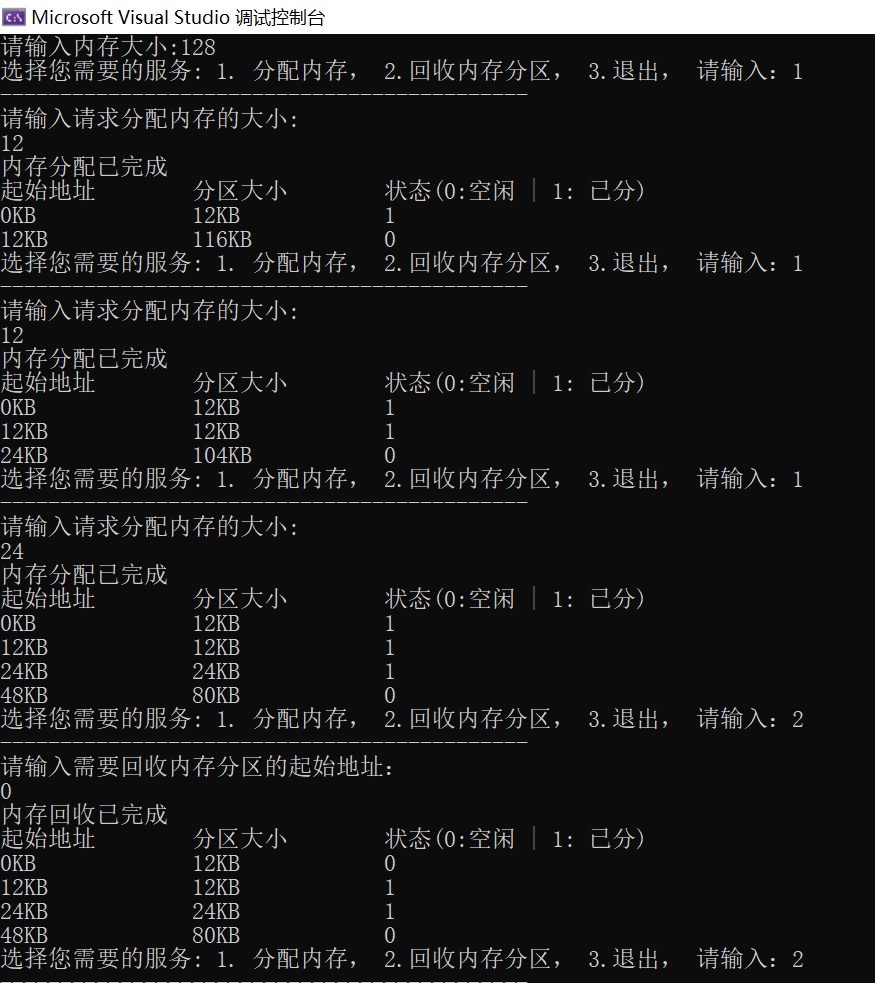 Microsoft Visual Studio 调试控制台
请输入内存大小:128
选择您需要的服务: 1. 分配内存， 2.回收内存分区， 3.退出， 请输入：1
--------------------------------------------
请输入请求分配内存的大小:
12
内存分配已完成
起始地址 分区大小 状态(0:空闲 | 1: 已分)
0KB 12KB 1
12KB 116KB 0
选择您需要的服务: 1. 分配内存， 2.回收内存分区， 3.退出， 请输入：1
--------------------------------------------
请输入请求分配内存的大小:
12
内存分配已完成
起始地址 分区大小 状态(0:空闲 | 1: 已分)
0KB 12KB 1
12KB 12KB 1
24KB 104KB 0
选择您需要的服务: 1. 分配内存， 2.回收内存分区， 3.退出， 请输入：1
--------------------------------------------
请输入请求分配内存的大小:
24
内存分配已完成
起始地址 分区大小 状态(0:空闲 | 1: 已分)
0KB 12KB 1
12KB 12KB 1
24KB 24KB 1
48KB 80KB 0
选择您需要的服务: 1. 分配内存， 2.回收内存分区， 3.退出， 请输入：2
--------------------------------------------
请输入需要回收内存分区的起始地址：
0
内存回收已完成
起始地址 分区大小 状态(0:空闲 | 1: 已分)
0KB 12KB 0
12KB 12KB 1
24KB 24KB 1
48KB 80KB 0
选择您需要的服务: 1. 分配内存， 2.回收内存分区， 3.退出， 请输入：2
--------------------------------------------